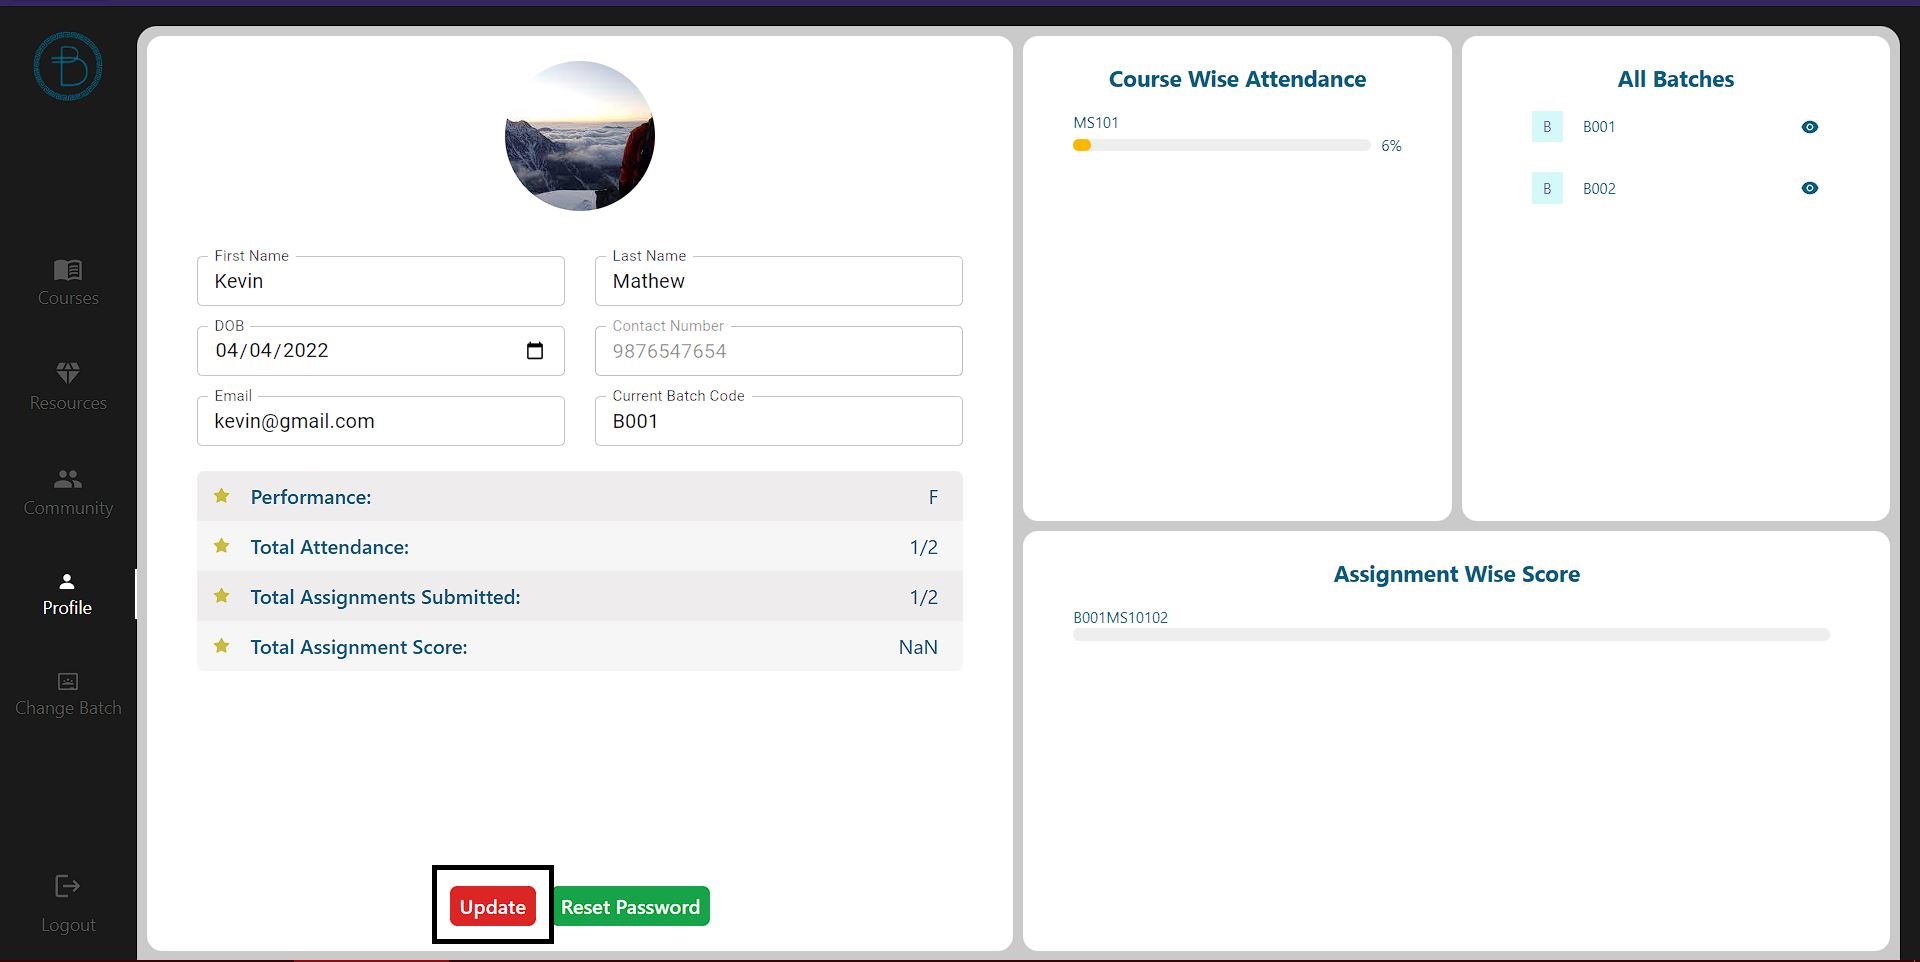 Courses
Resources
Community
Profile
Change Batch
Logout
First Name
Kevin
Last Name
Mathew
DOB
04/04/2022
Contact Number
9876547654
Email
kevin@gmail.com
Current Batch Code
B001
Performance: F
Total Attendance: 1/2
Total Assignments Submitted: 1/2
Total Assignment Score: NaN
Update
Reset Password
Course Wise Attendance
MS101
6%
All Batches
B B001
B B002
Assignment Wise Score
B001MS10102